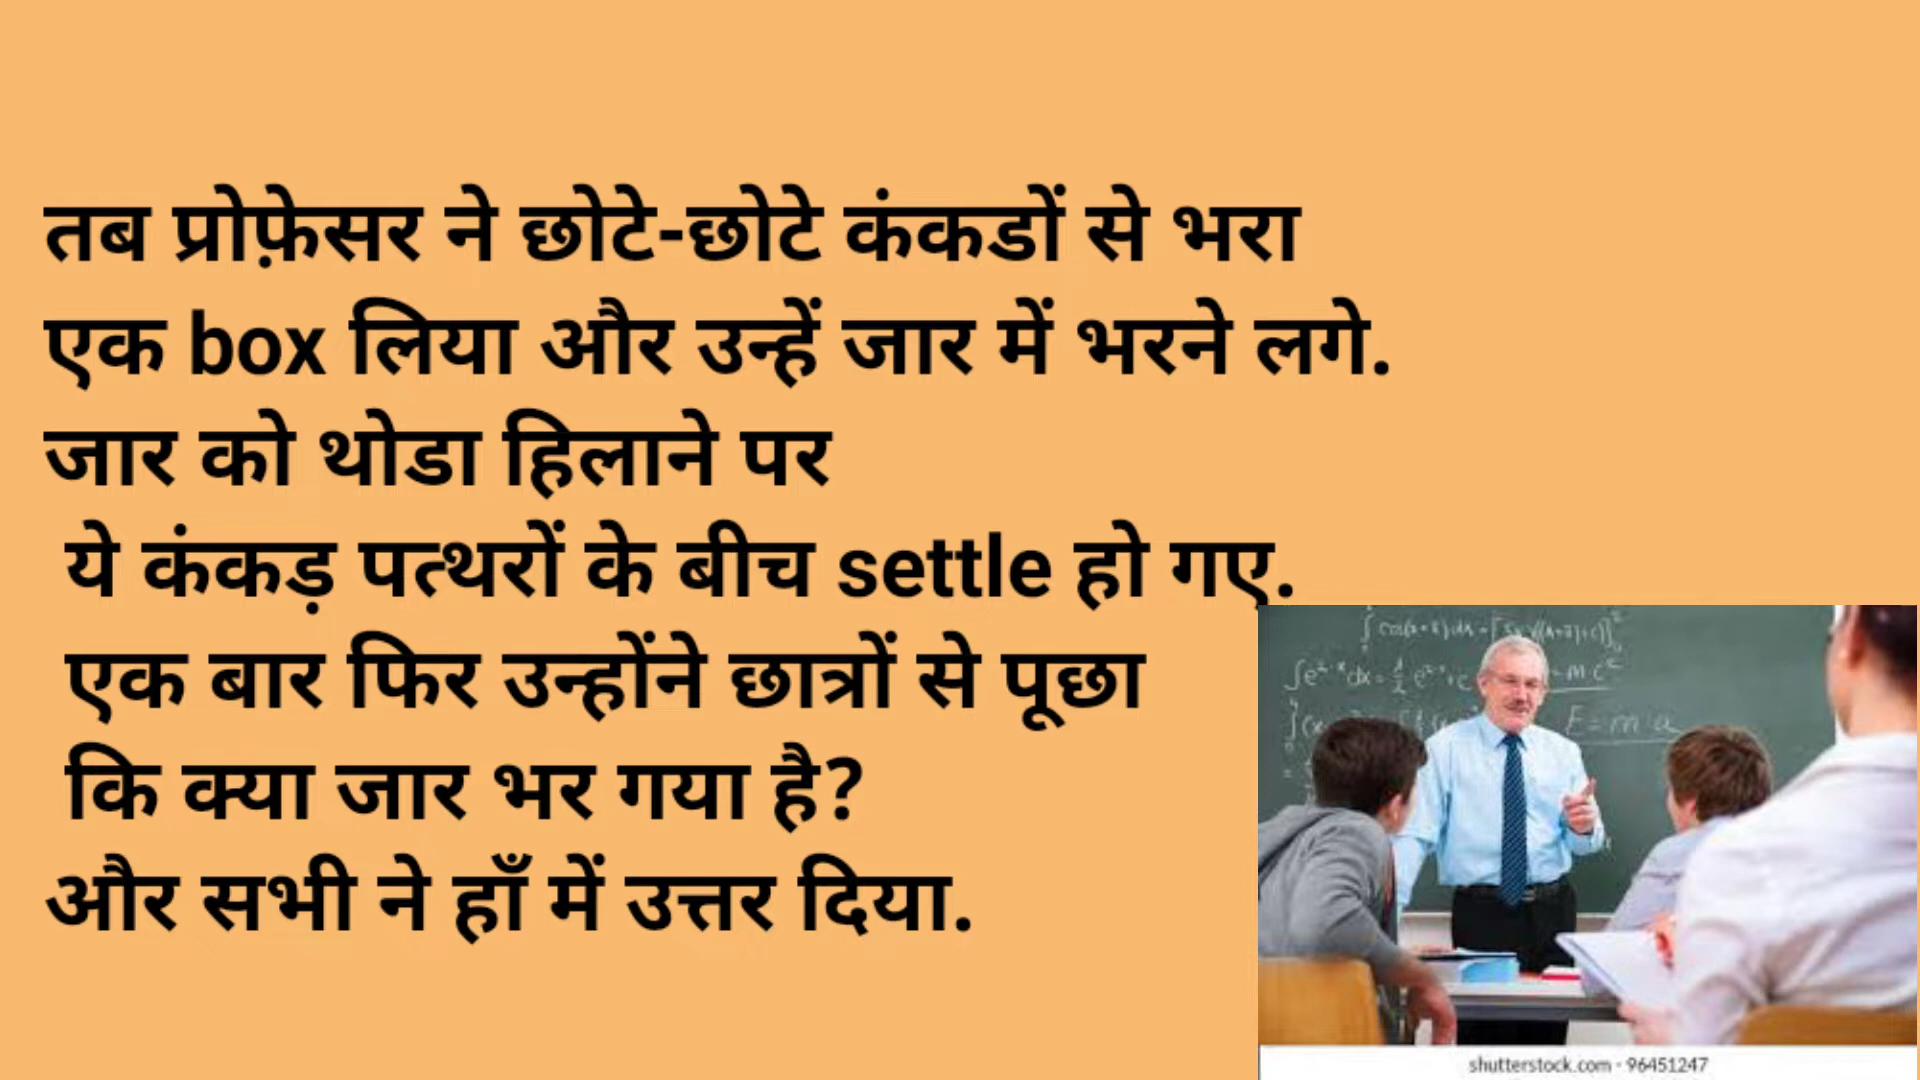 तब प्रोफ़ेसर ने छोटे-छोटे कंकडों से भरा
एक box लिया और उन्हें जार में भरने लगे.
जार को थोडा हिलाने पर
ये कंकड़ पत्थरों के बीच settle हो गए.
एक बार फिर उन्होंने छात्रों से पूछा
कि क्या जार भर गया है?
और सभी ने हाँ में उत्तर दिया.
E = m a
shutterstock.com · 96451247